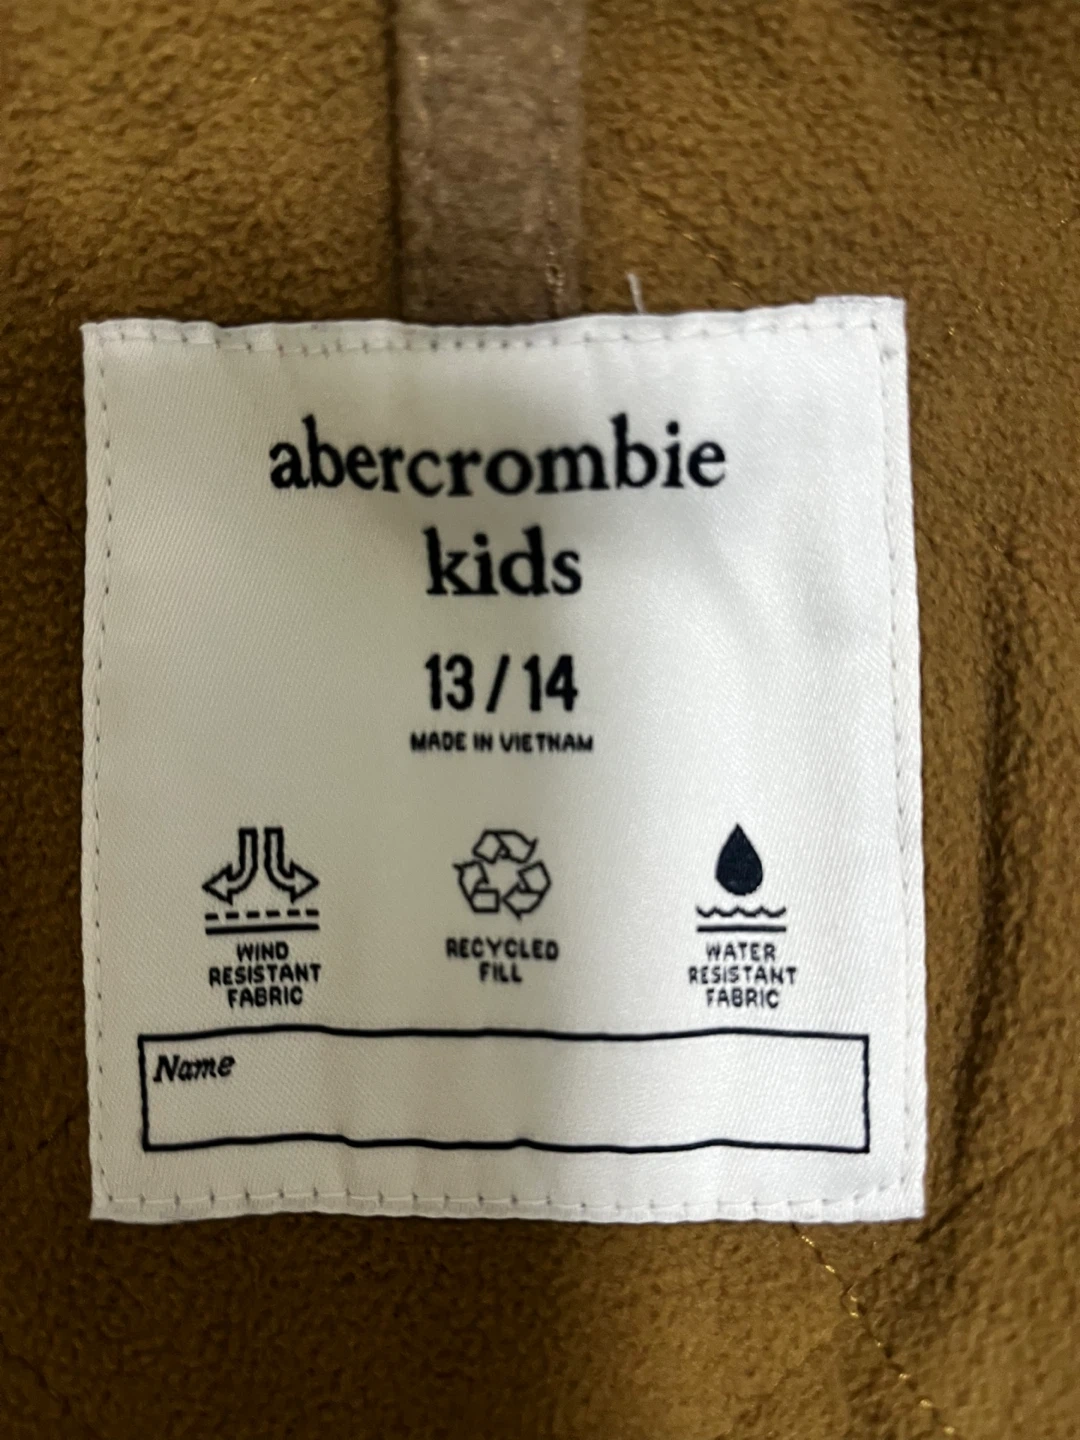 abercrombie
kids
13 / 14
MADE IN VIETNAM
WIND
RESISTANT
FABRIC
RECYCLED
FILL
WATER
RESISTANT
FABRIC
Name